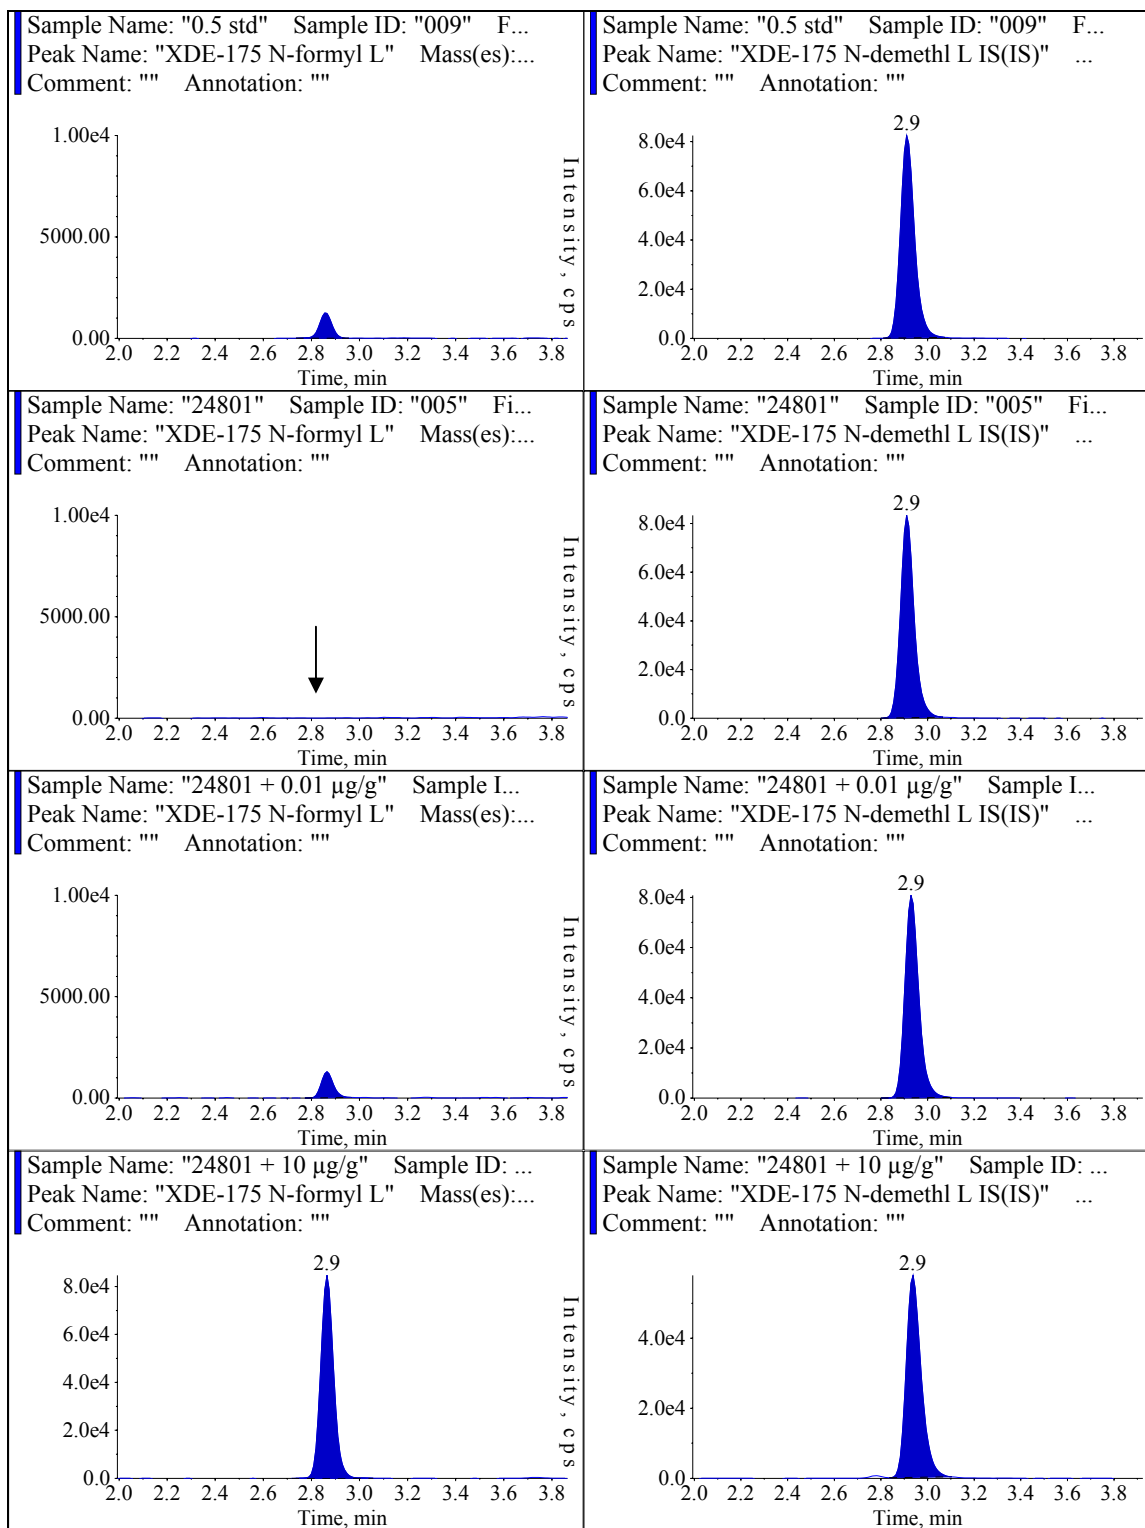 Sample Name: "0.5 std"    Sample ID: "009"    F...
Peak Name: "XDE-175 N-formyl L"    Mass(es):...
Comment: ""    Annotation: ""
1.00e4
5000.00
0.00
2.0 2.2 2.4 2.6 2.8 3.0 3.2 3.4 3.6 3.8
Time, min
Intensity, cps
Sample Name: "0.5 std"    Sample ID: "009"    F...
Peak Name: "XDE-175 N-demethl L IS(IS)"    ...
Comment: ""    Annotation: ""
2.9
8.0e4
6.0e4
4.0e4
2.0e4
0.0
2.0 2.2 2.4 2.6 2.8 3.0 3.2 3.4 3.6 3.8
Time, min
Sample Name: "24801"    Sample ID: "005"    Fi...
Peak Name: "XDE-175 N-formyl L"    Mass(es):...
Comment: ""    Annotation: ""
1.00e4
5000.00
0.00
2.0 2.2 2.4 2.6 2.8 3.0 3.2 3.4 3.6 3.8
Time, min
Intensity, cps
Sample Name: "24801"    Sample ID: "005"    Fi...
Peak Name: "XDE-175 N-demethl L IS(IS)"    ...
Comment: ""    Annotation: ""
2.9
8.0e4
6.0e4
4.0e4
2.0e4
0.0
2.0 2.2 2.4 2.6 2.8 3.0 3.2 3.4 3.6 3.8
Time, min
Sample Name: "24801 + 0.01 µg/g"    Sample I...
Peak Name: "XDE-175 N-formyl L"    Mass(es):...
Comment: ""    Annotation: ""
1.00e4
5000.00
0.00
2.0 2.2 2.4 2.6 2.8 3.0 3.2 3.4 3.6 3.8
Time, min
Intensity, cps
Sample Name: "24801 + 0.01 µg/g"    Sample I...
Peak Name: "XDE-175 N-demethl L IS(IS)"    ...
Comment: ""    Annotation: ""
2.9
8.0e4
6.0e4
4.0e4
2.0e4
0.0
2.0 2.2 2.4 2.6 2.8 3.0 3.2 3.4 3.6 3.8
Time, min
Sample Name: "24801 + 10 µg/g"    Sample ID: ...
Peak Name: "XDE-175 N-formyl L"    Mass(es):...
Comment: ""    Annotation: ""
2.9
8.0e4
6.0e4
4.0e4
2.0e4
0.0
2.0 2.2 2.4 2.6 2.8 3.0 3.2 3.4 3.6 3.8
Time, min
Intensity, cps
Sample Name: "24801 + 10 µg/g"    Sample ID: ...
Peak Name: "XDE-175 N-demethl L IS(IS)"    ...
Comment: ""    Annotation: ""
2.9
4.0e4
2.0e4
0.0
2.0 2.2 2.4 2.6 2.8 3.0 3.2 3.4 3.6 3.8
Time, min